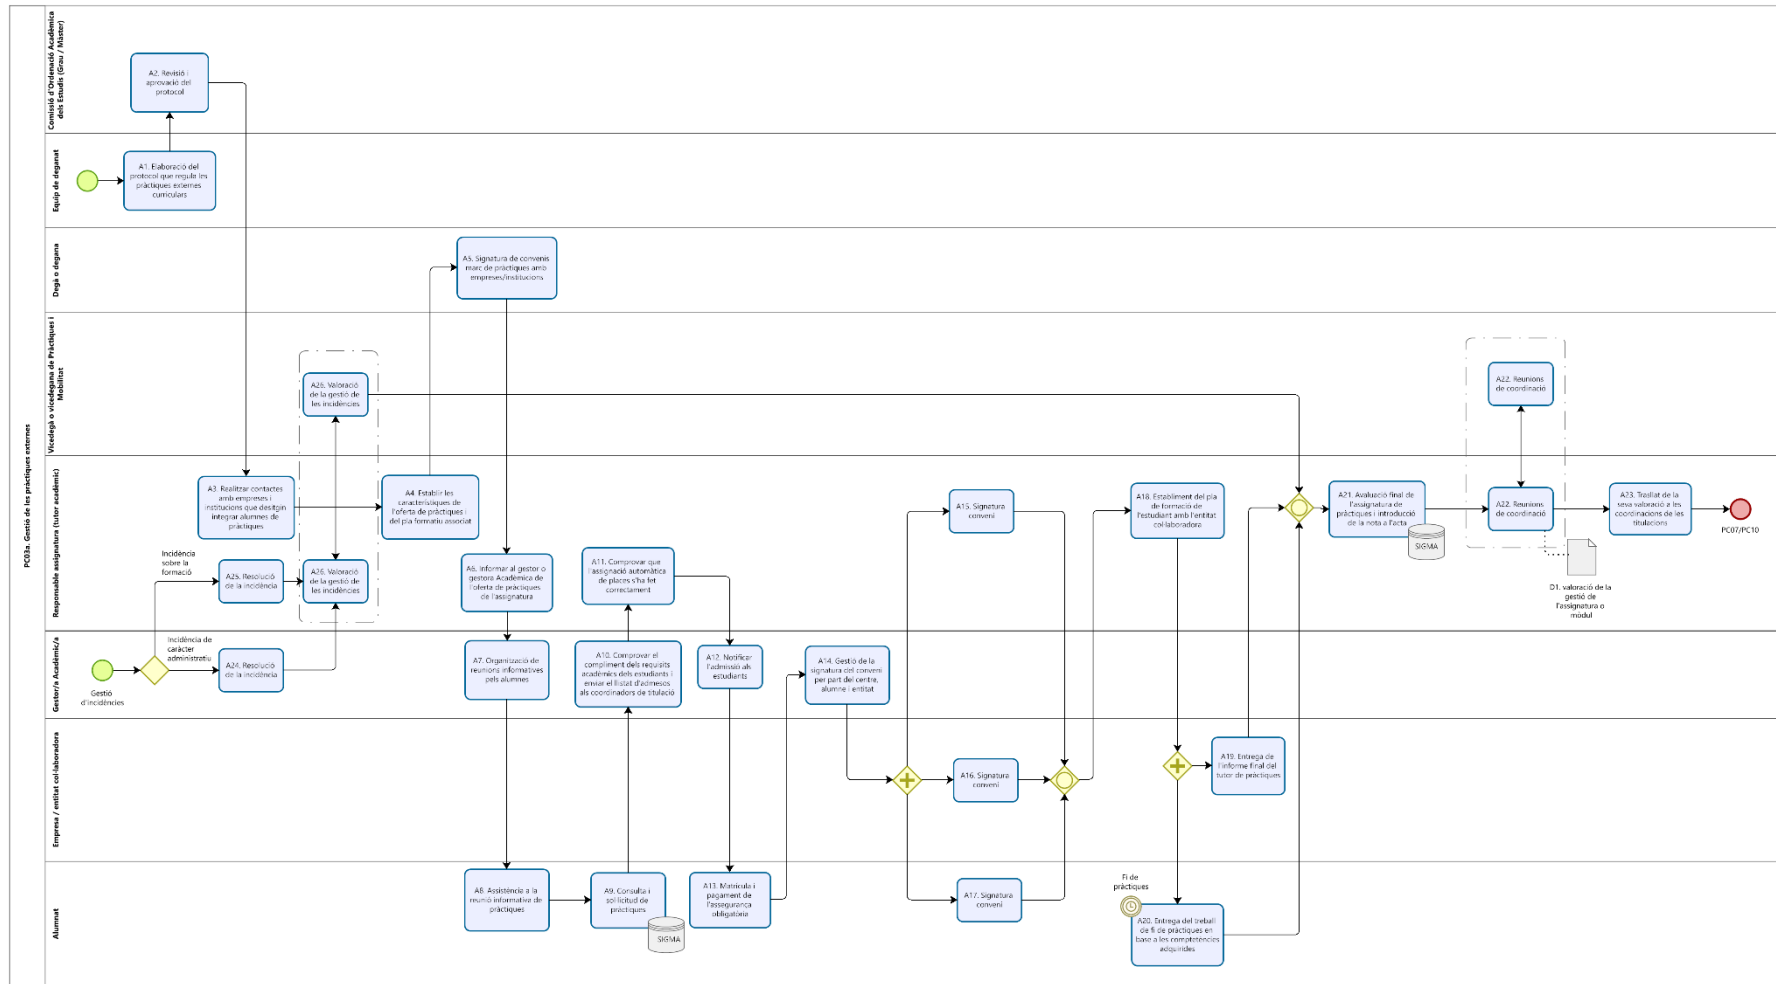 PC03a. Gestió de les pràctiques externes
Comissió d'Ordenació Acadèmica
dels Estudis (Grau / Màster)
A2. Revisió i
aprovació del
protocol
Equip de deganat
A1. Elaboració del
protocol que regula les
pràctiques externes
curriculars
Degà o degana
A5. Signatura de convenis
marc de pràctiques amb
empreses/institucions
Vicedegà o vicedegana de Pràctiques i
Mobilitat
A26. Valoració
de la gestió de
les incidències
A22. Reunions
de coordinació
Responsable assignatura (tutor acadèmic)
A3. Realitzar contactes
amb empreses i
institucions que desitgin
integrar alumnes de
pràctiques
A4. Establir les
característiques de
l'oferta de pràctiques i
del pla formatiu associat
A15. Signatura
conveni
A18. Establiment del pla
de formació de
l'estudiant amb l'entitat
col·laboradora
A21. Avaluació final de
l'assignatura de
pràctiques i introducció
de la nota a l'acta
SIGMA
A22. Reunions
de coordinació
A23. Trasllat de la
seva valoració a les
coordinacions de les
titulacions
PC07/PC10
D1. valoració de la
gestió de
l'assignatura o
mòdul
Incidència
sobre la
formació
A25. Resolució
de la incidència
A26. Valoració
de la gestió de
les incidències
A6. Informar al gestor o
gestora Acadèmica de
l'oferta de pràctiques
de l'assignatura
A11. Comprovar que
l'assignació automàtica
de places s'ha fet
correctament
Gestor/a Acadèmic/a
Gestió
d'incidències
Incidència de
caràcter
administratiu
A24. Resolució
de la incidència
A7. Organització de
reunions informatives
pels alumnes
A10. Comprovar el
compliment dels requisits
acadèmics dels estudiants i
enviar el llistat d'admesos
als coordinadors de titulació
A12. Notificar
l'admissió als
estudiants
A14. Gestió de la
signatura del conveni
per part del centre,
alumne i entitat
Empresa / entitat col·laboradora
A16. Signatura
conveni
A19. Entrega de
l'informe final del
tutor de pràctiques
Alumnat
A8. Assistència a la
reunió informativa de
pràctiques
A9. Consulta i
sol·licitud de
pràctiques
SIGMA
A13. Matrícula i
pagament de
l'assegurança
obligatòria
A17. Signatura
conveni
Fi de
pràctiques
A20. Entrega del treball
de fi de pràctiques en
base a les competències
adquirides